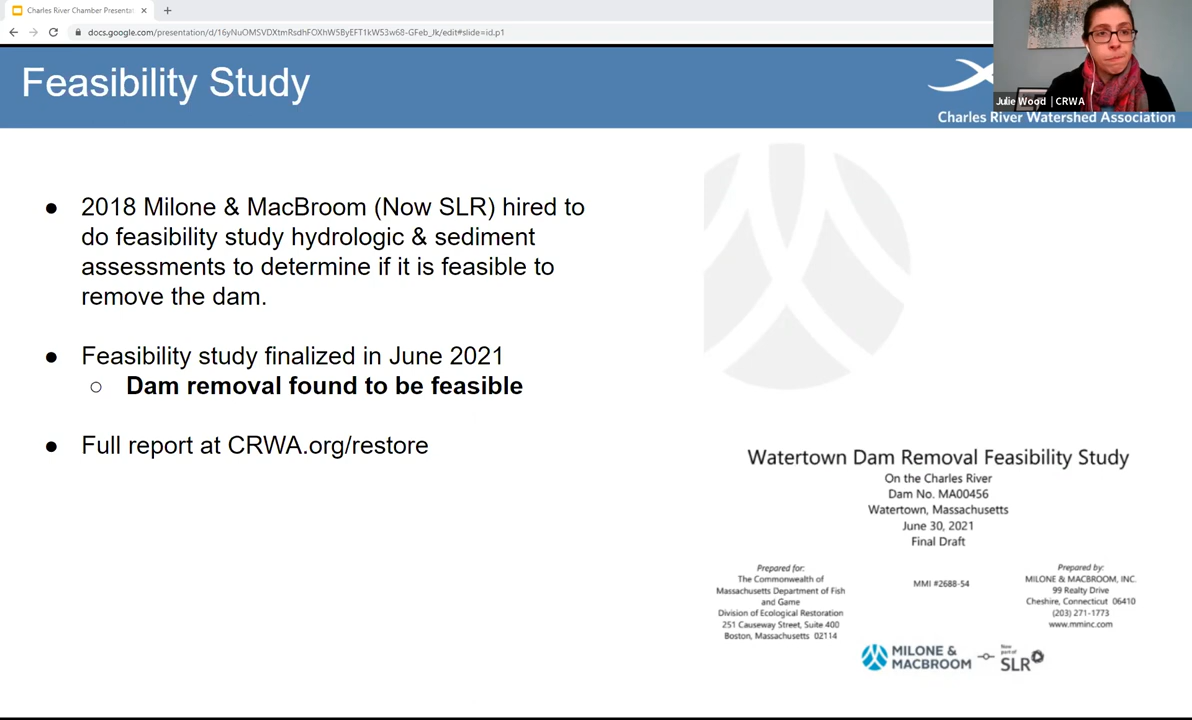 Charles River Chamber Presentat
docs.google.com/presentation/d/16yNuOMSVDXtmRsdhFOXhW5ByEFT1kW53w68-GFeb_Jk/edit#slide=id.p1
Julie Wood | CRWA
Feasibility Study
Charles River Watershed Association
● 2018 Milone & MacBroom (Now SLR) hired to
do feasibility study hydrologic & sediment
assessments to determine if it is feasible to
remove the dam.
● Feasibility study finalized in June 2021
○ Dam removal found to be feasible
● Full report at CRWA.org/restore
Watertown Dam Removal Feasibility Study
On the Charles River
Dam No. MA00456
Watertown, Massachusetts
June 30, 2021
Final Draft
Prepared for:
The Commonwealth of
Massachusetts Department of Fish
and Game
Division of Ecological Restoration
251 Causeway Street, Suite 400
Boston, Massachusetts 02114
MMI #2688-54
Prepared by:
MILONE & MACBROOM, INC.
99 Realty Drive
Cheshire, Connecticut 06410
(203) 271-1773
www.mminc.com
MILONE &
MACBROOM
Now
part of
SLR